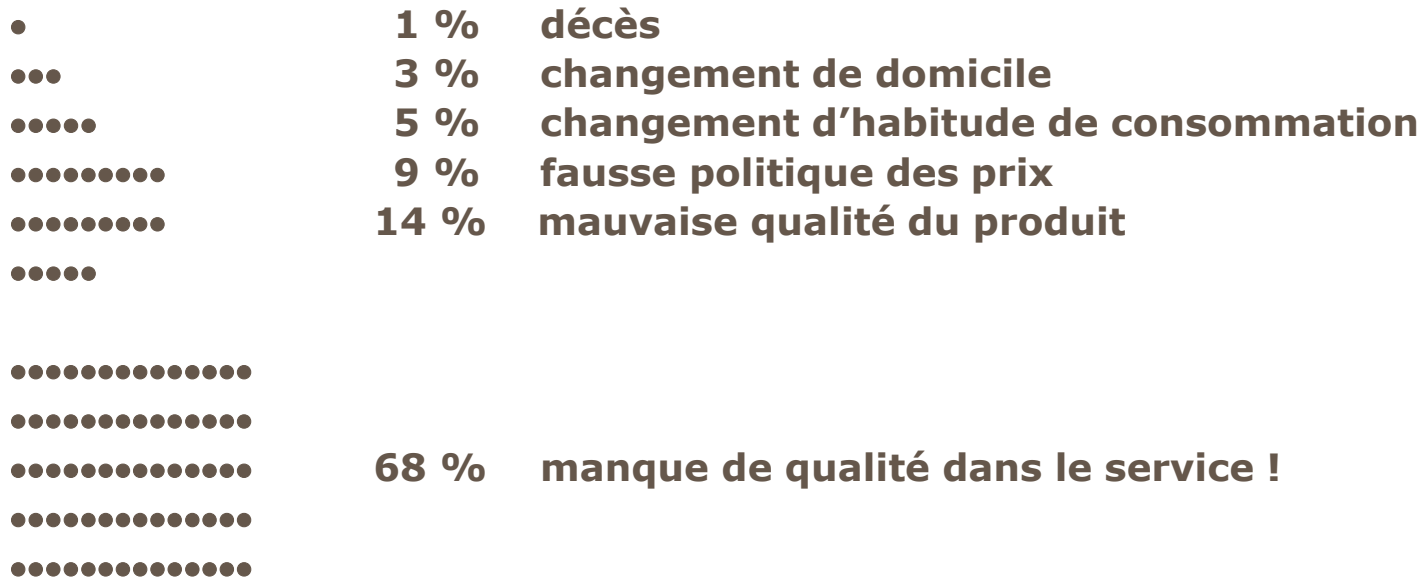 ● 1 % décès
●●● 3 % changement de domicile
●●●●● 5 % changement d’habitude de consommation
●●●●●●●●● 9 % fausse politique des prix
●●●●●●●●● 14 % mauvaise qualité du produit
●●●●●
●●●●●●●●●●●●●●
●●●●●●●●●●●●●●
●●●●●●●●●●●●●● 68 % manque de qualité dans le service !
●●●●●●●●●●●●●●
●●●●●●●●●●●●●●